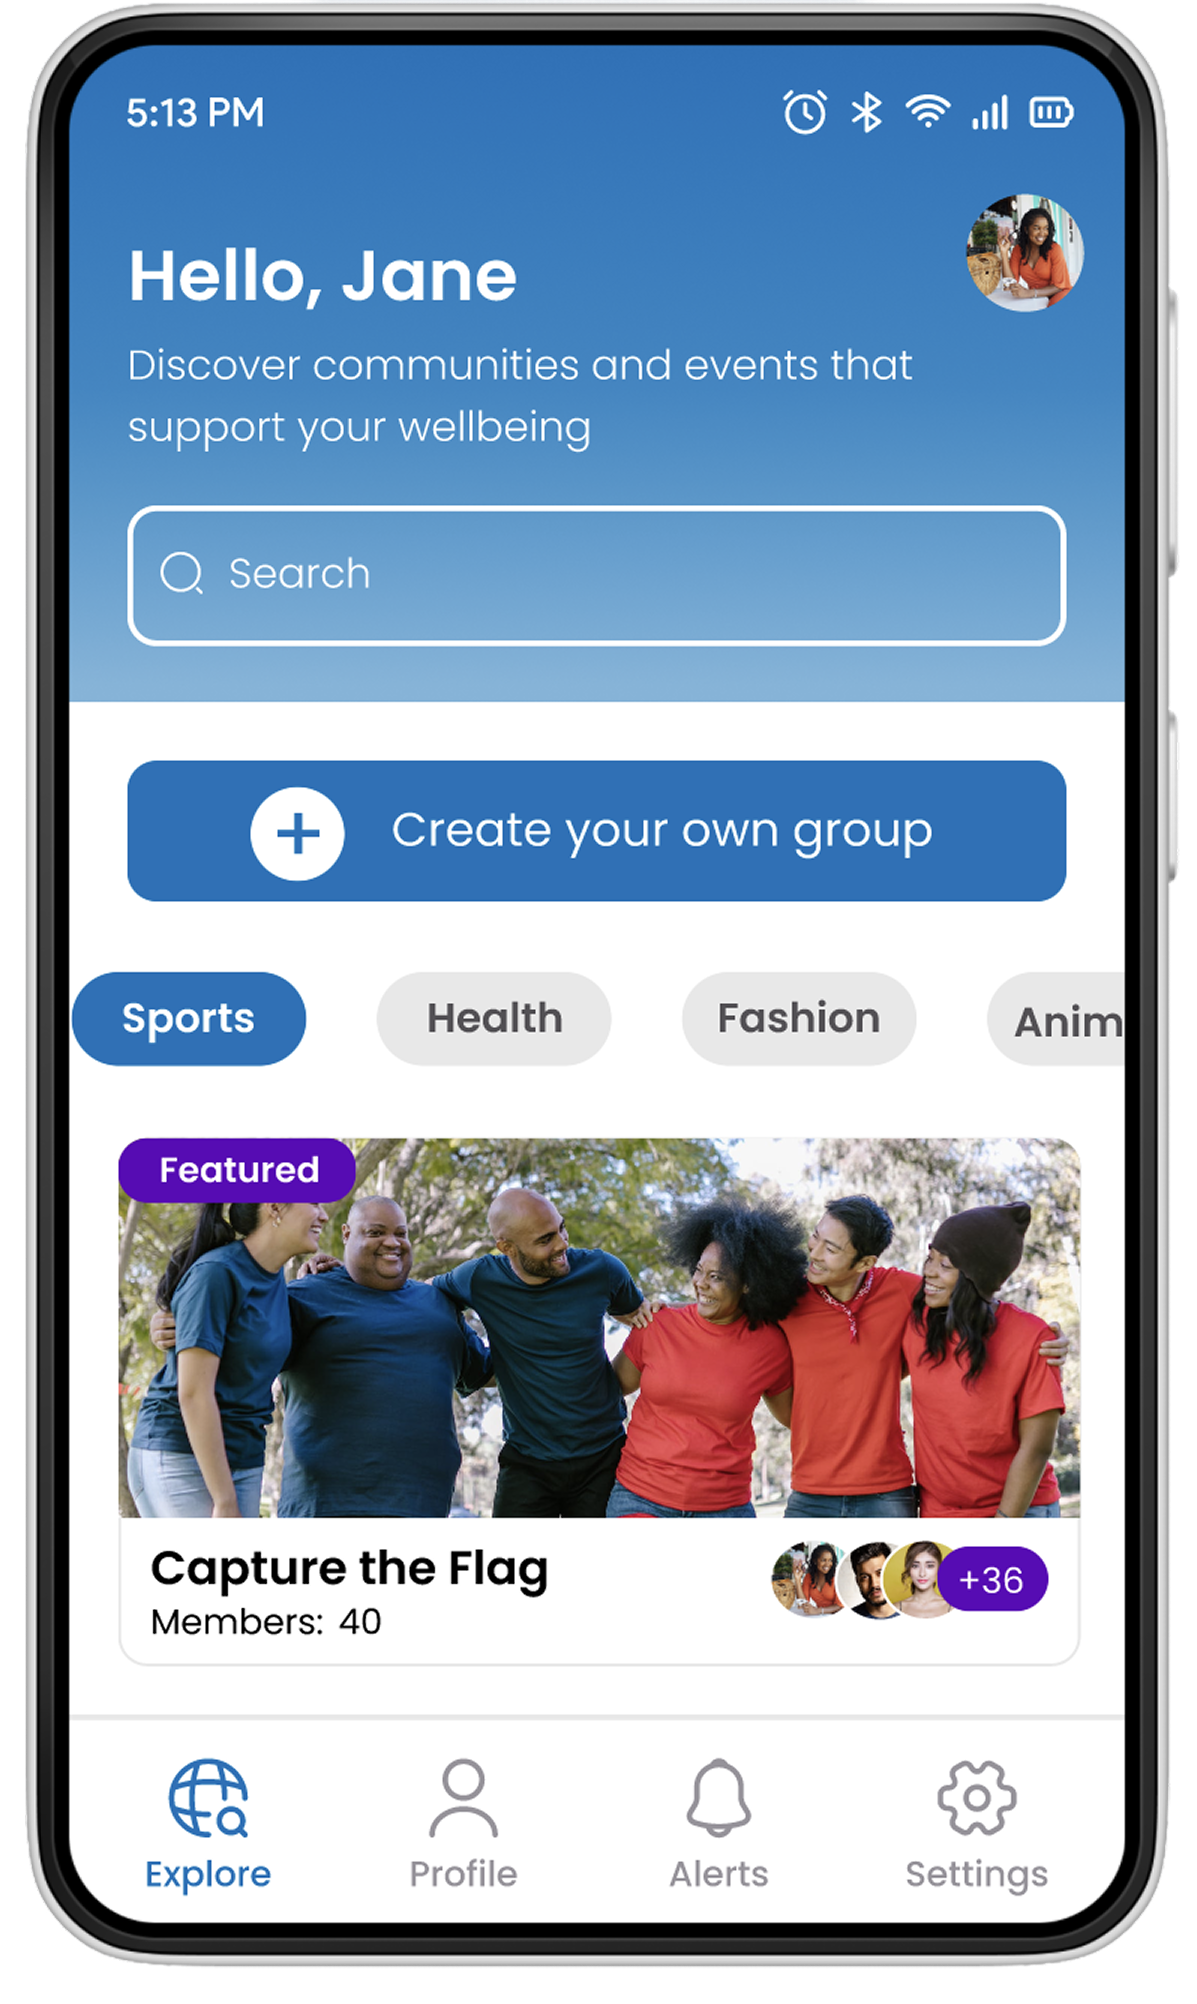 5:13 PM
Hello, Jane
Discover communities and events that
support your wellbeing
Search
Create your own group
Sports
Health
Fashion
Anim
Featured
Capture the Flag
Members: 40
+36
Explore
Profile
Alerts
Settings